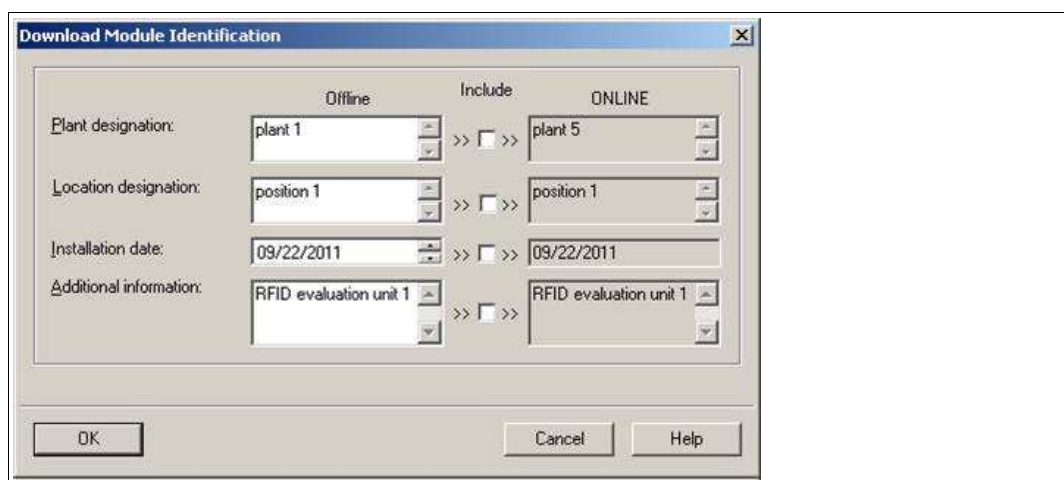 Download Module Identification
Offline Include ONLINE
Plant designation: plant 1 >> >> plant 5
Location designation: position 1 >> >> position 1
Installation date: 09/22/2011 >> >> 09/22/2011
Additional information: RFID evaluation unit 1 >> >> RFID evaluation unit 1
OK Cancel Help